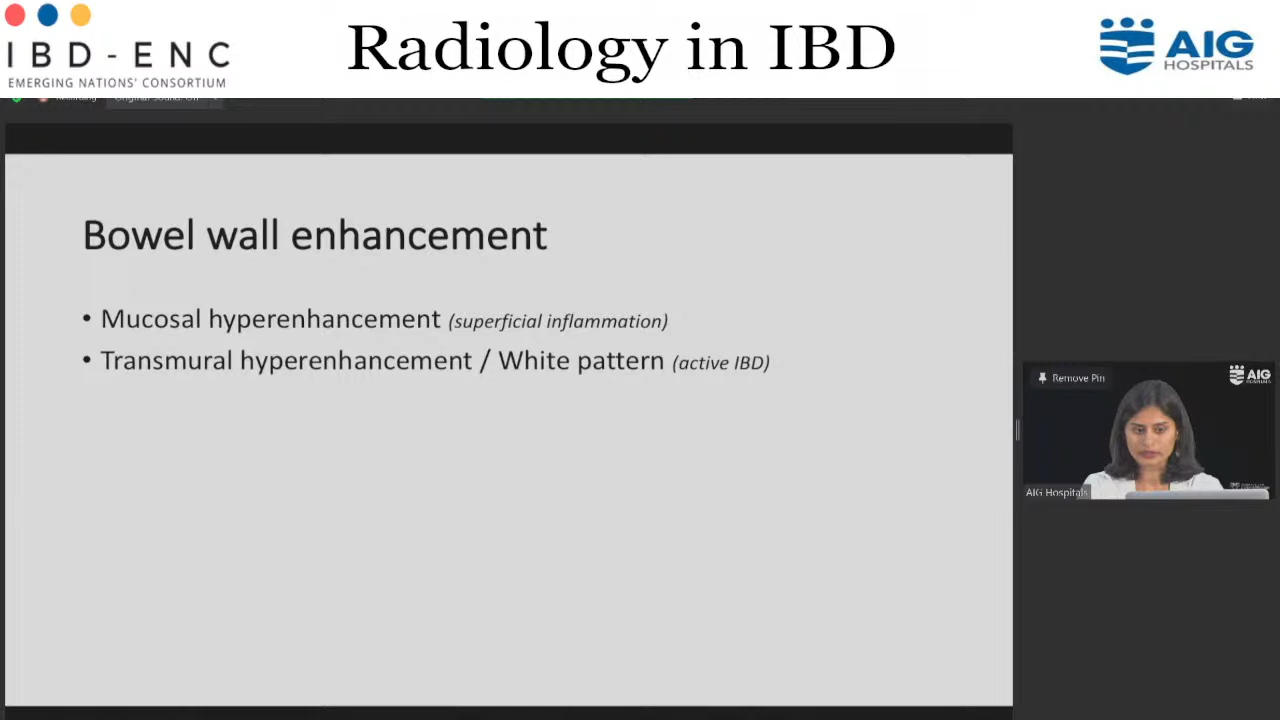 IBD-ENC
EMERGING NATIONS' CONSORTIUM
Radiology in IBD
AIG
HOSPITALS
Bowel wall enhancement
• Mucosal hyperenhancement (superficial inflammation)
• Transmural hyperenhancement / White pattern (active IBD)
Remove Pin
AIG
HOSPITALS
AIG Hospitals